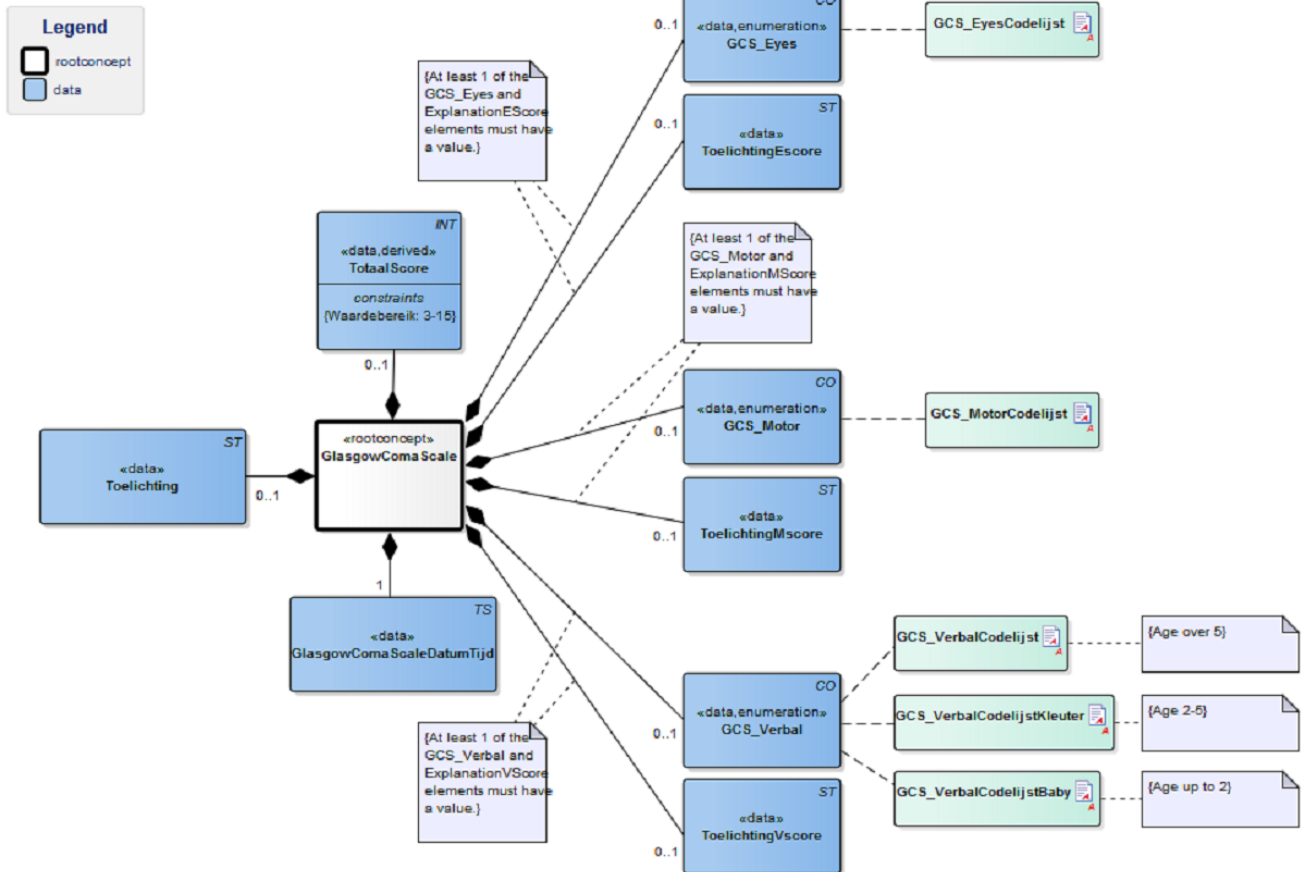 Legend
rootconcept
data
{At least 1 of the
GCS_Eyes and
ExplanationEScore
elements must have
a value.}
0..1
CO
«data,enumeration»
GCS_Eyes
GCS_EyesCodelijst
0..1
ST
«data»
ToelichtingEscore
INT
«data,derived»
TotaalScore
constraints
{Waardebereik: 3-15}
0..1
{At least 1 of the
GCS_Motor and
ExplanationMScore
elements must have
a value.}
ST
«data»
Toelichting
0..1
«rootconcept»
GlasgowComaScale
0..1
CO
«data,enumeration»
GCS_Motor
GCS_MotorCodelijst
0..1
ST
«data»
ToelichtingMscore
1
TS
«data»
GlasgowComaScaleDatumTijd
{At least 1 of the
GCS_Verbal and
ExplanationVScore
elements must have
a value.}
0..1
CO
«data,enumeration»
GCS_Verbal
GCS_VerbalCodelijst
{Age over 5}
GCS_VerbalCodelijstKleuter
{Age 2-5}
GCS_VerbalCodelijstBaby
{Age up to 2}
0..1
ST
«data»
ToelichtingVscore